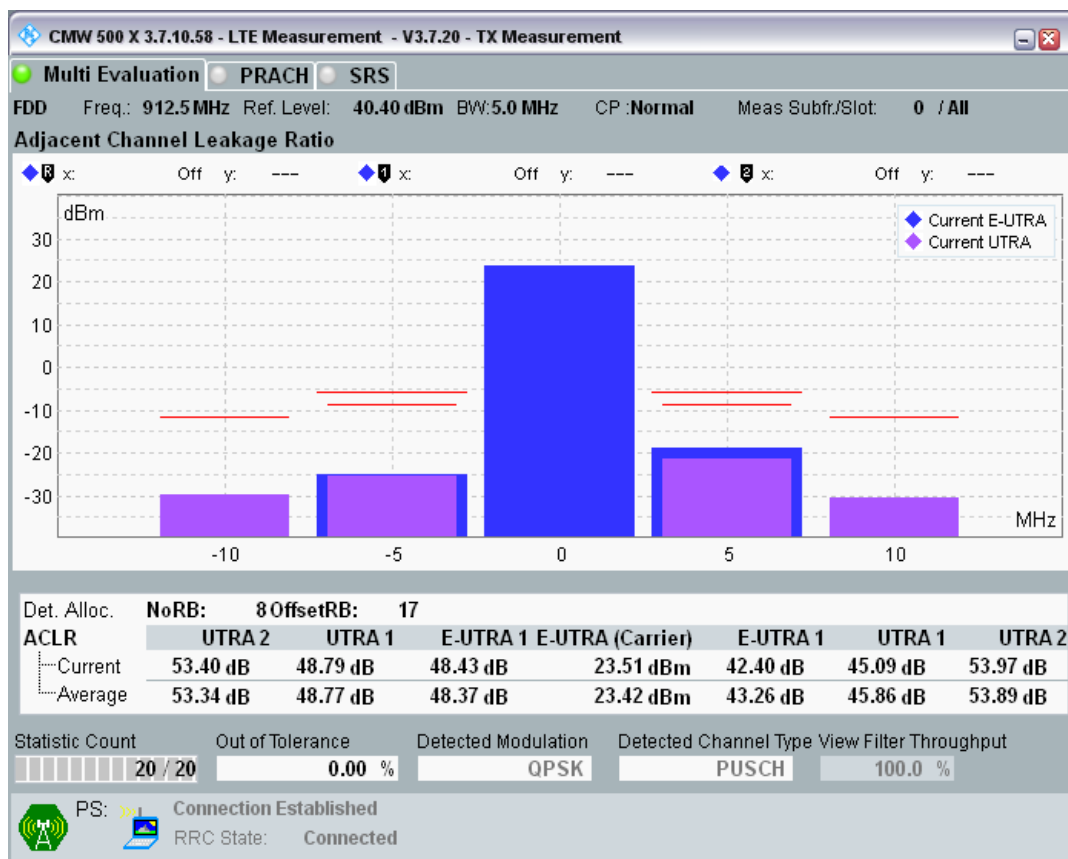 CMW 500 X 3.7.10.58 - LTE Measurement - V3.7.20 - TX Measurement
Multi Evaluation PRACH SRS
FDD Freq.: 912.5 MHz Ref. Level: 40.40 dBm BW:5.0 MHz CP :Normal Meas Subfr./Slot: 0 / All
Adjacent Channel Leakage Ratio
R x: Off y: --- 1 x: Off y: --- 2 x: Off y: ---
dBm
Current E-UTRA
Current UTRA
30
20
10
0
-10
-20
-30
MHz
-10 -5 0 5 10
Det. Alloc. NoRB: 8 OffsetRB: 17
ACLR UTRA 2 UTRA 1 E-UTRA 1 E-UTRA (Carrier) E-UTRA 1 UTRA 1 UTRA 2
Current 53.40 dB 48.79 dB 48.43 dB 23.51 dBm 42.40 dB 45.09 dB 53.97 dB
Average 53.34 dB 48.77 dB 48.37 dB 23.42 dBm 43.26 dB 45.86 dB 53.89 dB
Statistic Count Out of Tolerance Detected Modulation Detected Channel Type View Filter Throughput
20 / 20 0.00 % QPSK PUSCH 100.0 %
PS: Connection Established
RRC State: Connected